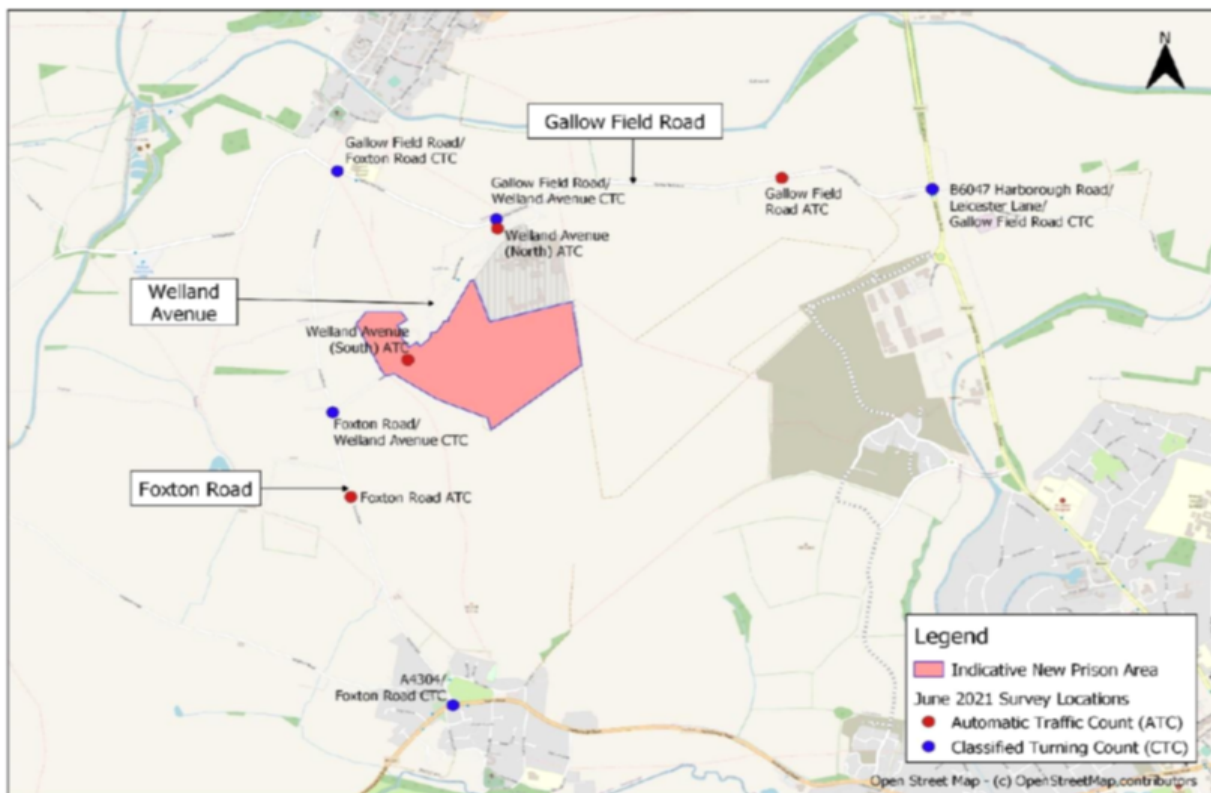 N
Gallow Field Road
Gallow Field Road/
Foxton Road CTC
Gallow Field Road/
Welland Avenue CTC
Gallow Field
Road ATC
B6047 Harborough Road/
Leicester Lane/
Gallow Field Road CTC
Welland Avenue
(North) ATC
Welland
Avenue
Welland Avenue
(South) ATC
Foxton Road/
Welland Avenue CTC
Foxton Road
Foxton Road ATC
A4304/
Foxton Road CTC
Legend
Indicative New Prison Area
June 2021 Survey Locations
Automatic Traffic Count (ATC)
Classified Turning Count (CTC)
Open Street Map - (c) OpenStreetMap contributors